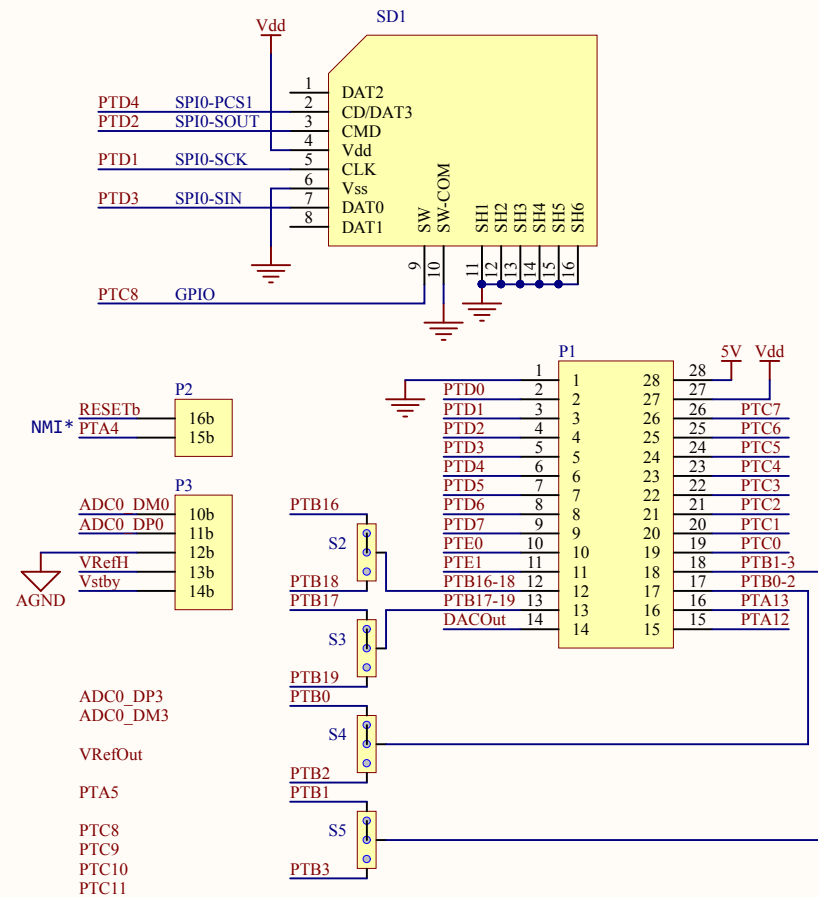 SD1
Vdd
1 DAT2
PTD4 SPI0-PCS1 2 CD/DAT3
PTD2 SPI0-SOUT 3 CMD
4 Vdd
PTD1 SPI0-SCK 5 CLK
6 Vss
PTD3 SPI0-SIN 7 DAT0
8 DAT1
SW SW-COM SH1 SH2 SH3 SH4 SH5 SH6
9 10 11 12 13 14 15 16
PTC8 GPIO
P1
5V Vdd
1 1 28 28
PTD0 2 2 27 27
PTD1 3 3 26 26 PTC7
PTD2 4 4 25 25 PTC6
PTD3 5 5 24 24 PTC5
PTD4 6 6 23 23 PTC4
PTD5 7 7 22 22 PTC3
PTD6 8 8 21 21 PTC2
PTD7 9 9 20 20 PTC1
PTE0 10 10 19 19 PTC0
PTE1 11 11 18 18 PTB1-3
PTB16-18 12 12 17 17 PTB0-2
PTB17-19 13 13 16 16 PTA13
DACOut 14 14 15 15 PTA12
P2
RESETb 16b
NMI* PTA4 15b
P3
ADC0_DM0 10b
ADC0_DP0 11b
12b
VRefH 13b
Vstby 14b
AGND
PTB16
S2
PTB18
PTB17
S3
PTB19
PTB0
S4
PTB2
PTB1
S5
PTB3
ADC0_DP3
ADC0_DM3
VRefOut
PTA5
PTC8
PTC9
PTC10
PTC11